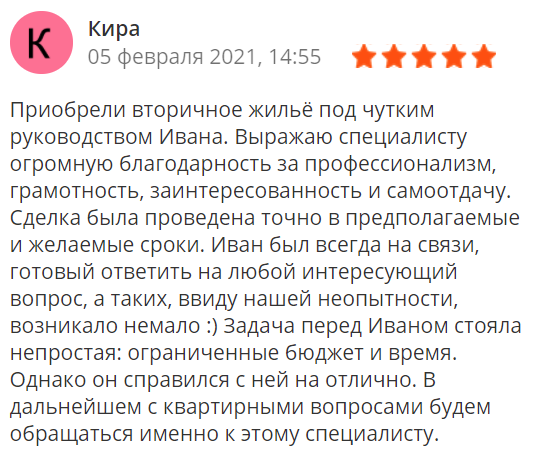 К
Кира
05 февраля 2021, 14:55
Приобрели вторичное жильё под чутким
руководством Ивана. Выражаю специалисту
огромную благодарность за профессионализм,
грамотность, заинтересованность и самоотдачу.
Сделка была проведена точно в предполагаемые
и желаемые сроки. Иван был всегда на связи,
готовый ответить на любой интересующий
вопрос, а таких, ввиду нашей неопытности,
возникало немало :) Задача перед Иваном стояла
непростая: ограниченные бюджет и время.
Однако он справился с ней на отлично. В
дальнейшем с квартирными вопросами будем
обращаться именно к этому специалисту.